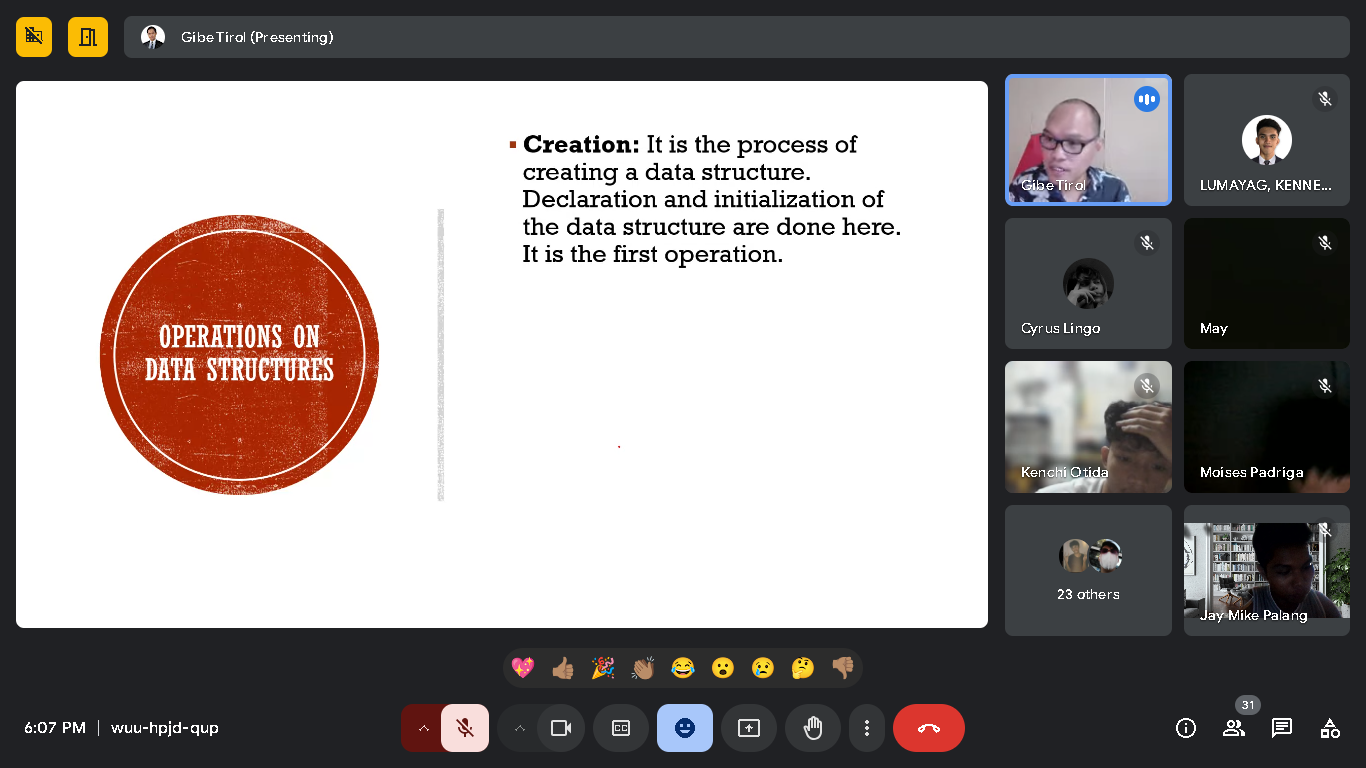 Gibe Tirol (Presenting)
Creation: It is the process of
creating a data structure.
Declaration and initialization of
the data structure are done here.
It is the first operation.
OPERATIONS ON
DATA STRUCTURES
Gibe Tirol
LUMAYAG, KENNE...
Cyrus Lingo
May
Kenchi Otida
Moises Padriga
23 others
Jay Mike Palang
6:07 PM | wuu-hpjd-qup
CC
31